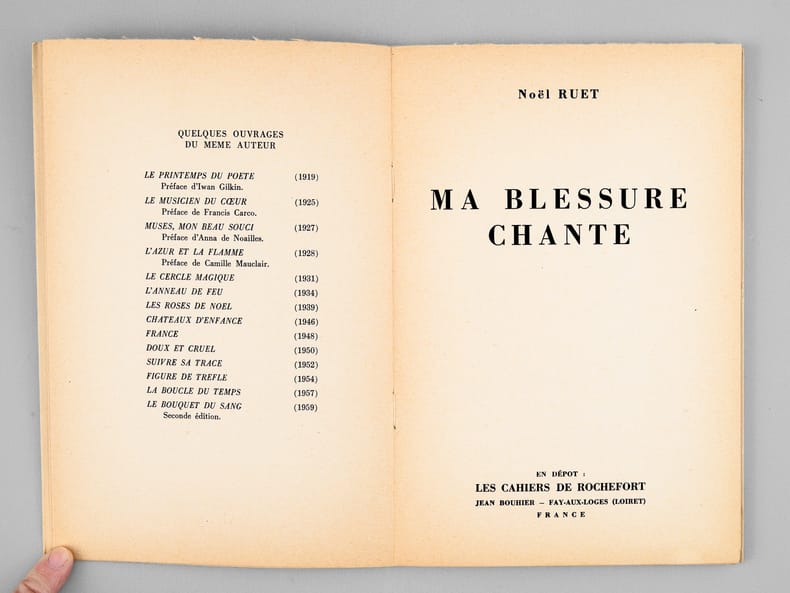 QUELQUES OUVRAGES
DU MEME AUTEUR
LE PRINTEMPS DU POETE (1919)
Préface d'Iwan Gilkin.
LE MUSICIEN DU CŒUR (1925)
Préface de Francis Carco.
MUSES, MON BEAU SOUCI (1927)
Préface d'Anna de Noailles.
L'AZUR ET LA FLAMME (1928)
Préface de Camille Mauclair.
LE CERCLE MAGIQUE (1931)
L'ANNEAU DE FEU (1934)
LES ROSES DE NOEL (1939)
CHATEAUX D'ENFANCE (1946)
FRANCE (1948)
DOUX ET CRUEL (1950)
SUIVRE SA TRACE (1952)
FIGURE DE TREFLE (1954)
LA BOUCLE DU TEMPS (1957)
LE BOUQUET DU SANG (1959)
Seconde édition.
Noël RUET
MA BLESSURE
CHANTE
EN DÉPOT :
LES CAHIERS DE ROCHEFORT
JEAN BOUHIER – FAY-AUX-LOGES (LOIRET)
FRANCE